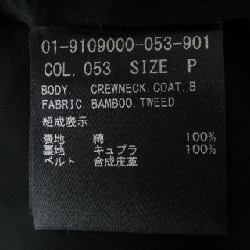 01-9109000-053-901
COL. 053 SIZE P
BODY. CREWNECK.COAT.B
FABRIC BAMBOO.TWEED
組成表示
表地 綿 100%
裏地 キュプラ 100%
ベルト 合成皮革